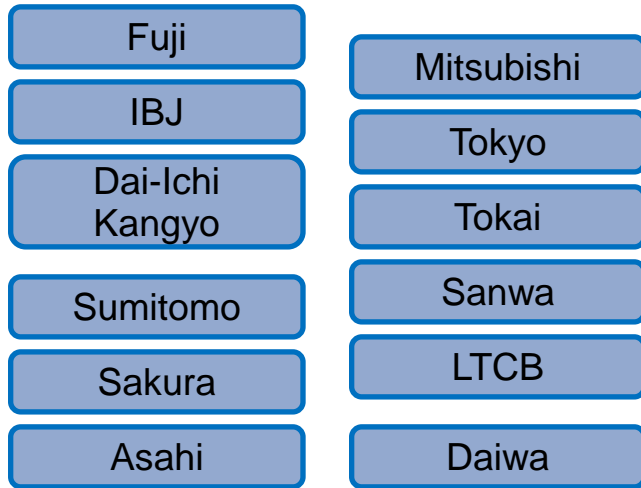 Fuji
IBJ
Dai-Ichi
Kangyo
Sumitomo
Sakura
Asahi
Mitsubishi
Tokyo
Tokai
Sanwa
LTCB
Daiwa